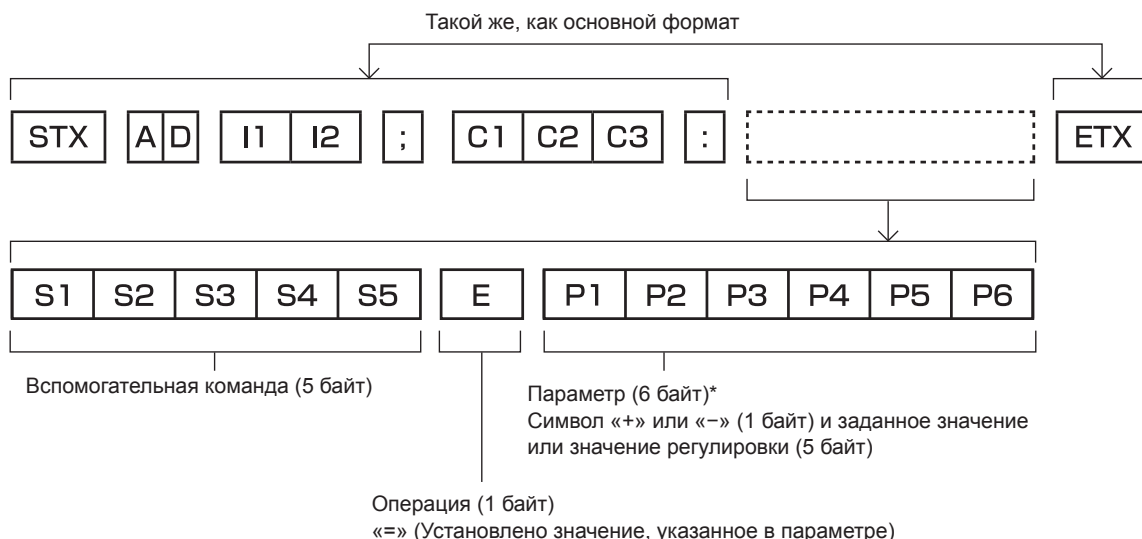 Такой же, как основной формат
STX A D I1 I2 ; C1 C2 C3 : ETX
S1 S2 S3 S4 S5 E P1 P2 P3 P4 P5 P6
Вспомогательная команда (5 байт)
Параметр (6 байт)*
Символ «+» или «−» (1 байт) и заданное значение
или значение регулировки (5 байт)
Операция (1 байт)
«=» (Установлено значение, указанное в параметре)